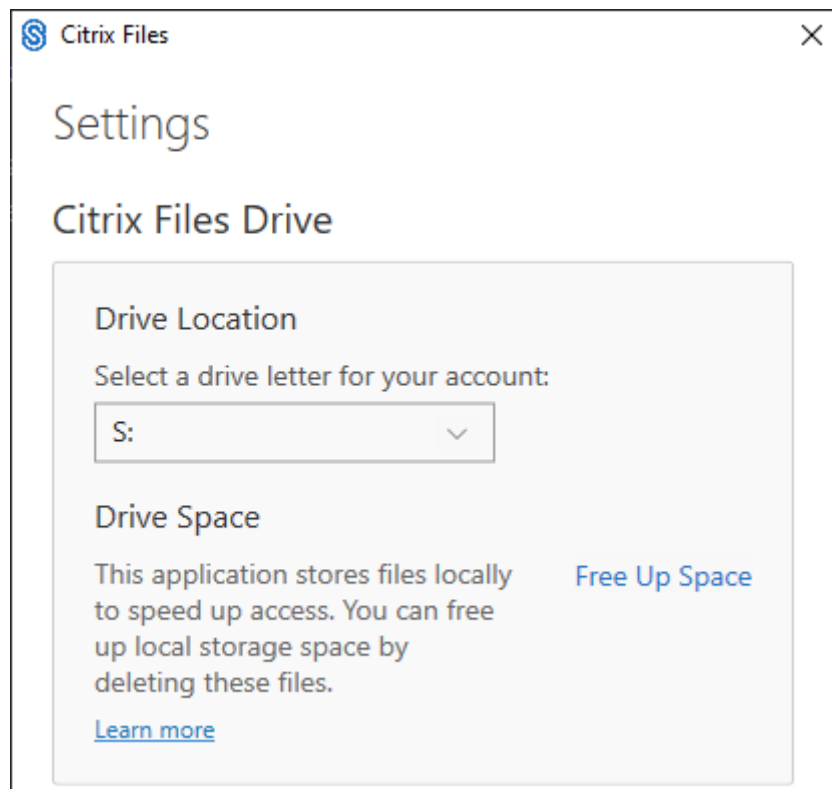 Citrix Files
Settings
Citrix Files Drive
Drive Location
Select a drive letter for your account:
S:
Drive Space
This application stores files locally
to speed up access. You can free
up local storage space by
deleting these files.
Free Up Space
Learn more